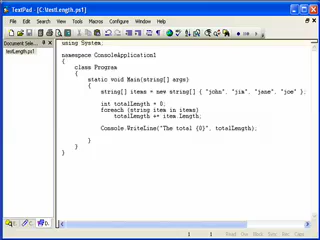 TextPad - [C:\testLength.ps1]
File Edit Search View Tools Macros Configure Window Help
Document Selec...
testLength.ps1
using System;
namespace ConsoleApplication1
{
class Program
{
static void Main(string[] args)
{
string[] items = new string[] { "john", "jim", "jane", "joe" };
int totalLength = 0;
foreach (string item in items)
totalLength += item.Length;
Console.WriteLine("The total {0}", totalLength);
}
}
}